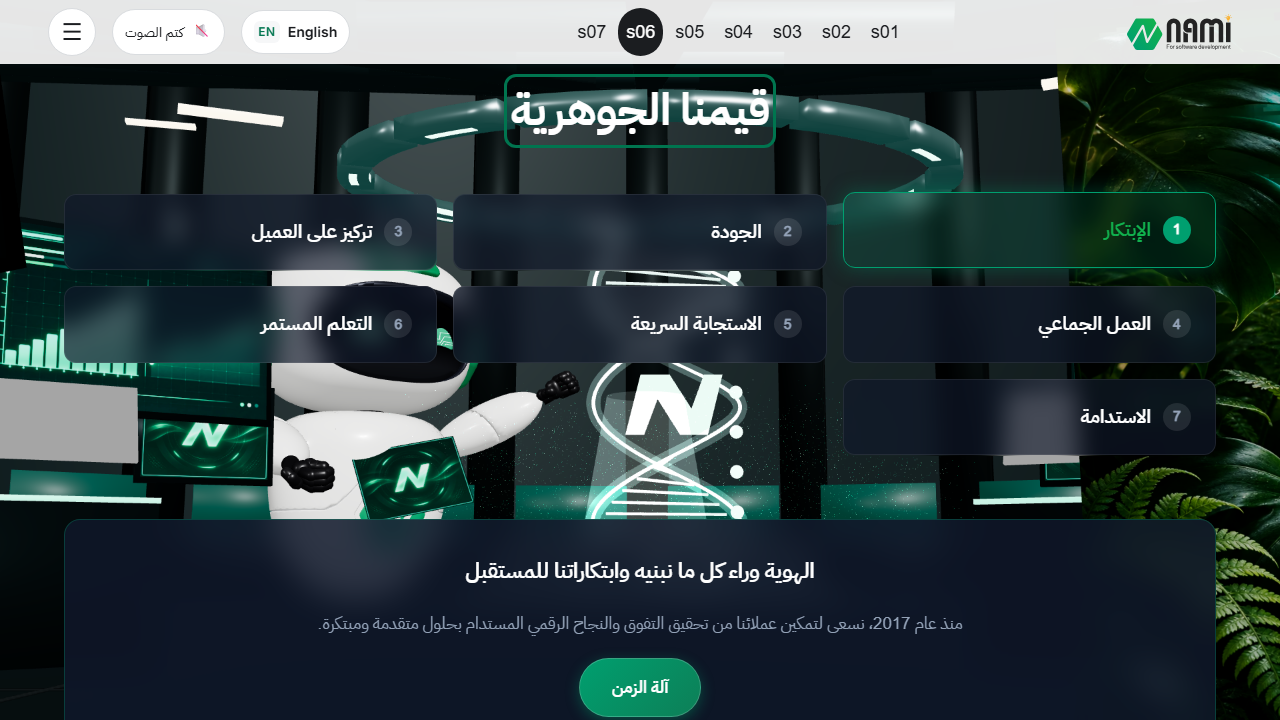 NAMi
For software development
s01 s02 s03 s04 s05 s06 s07
English EN
كتم الصوت
قيمنا الجوهرية
1 الإبتكار
2 الجودة
3 تركيز على العميل
4 العمل الجماعي
5 الاستجابة السريعة
6 التعلم المستمر
7 الاستدامة
الهوية وراء كل ما نبنيه وابتكاراتنا للمستقبل
منذ عام 2017، نسعى لتمكين عملائنا من تحقيق التفوق والنجاح الرقمي المستدام بحلول متقدمة ومبتكرة.
آلة الزمن